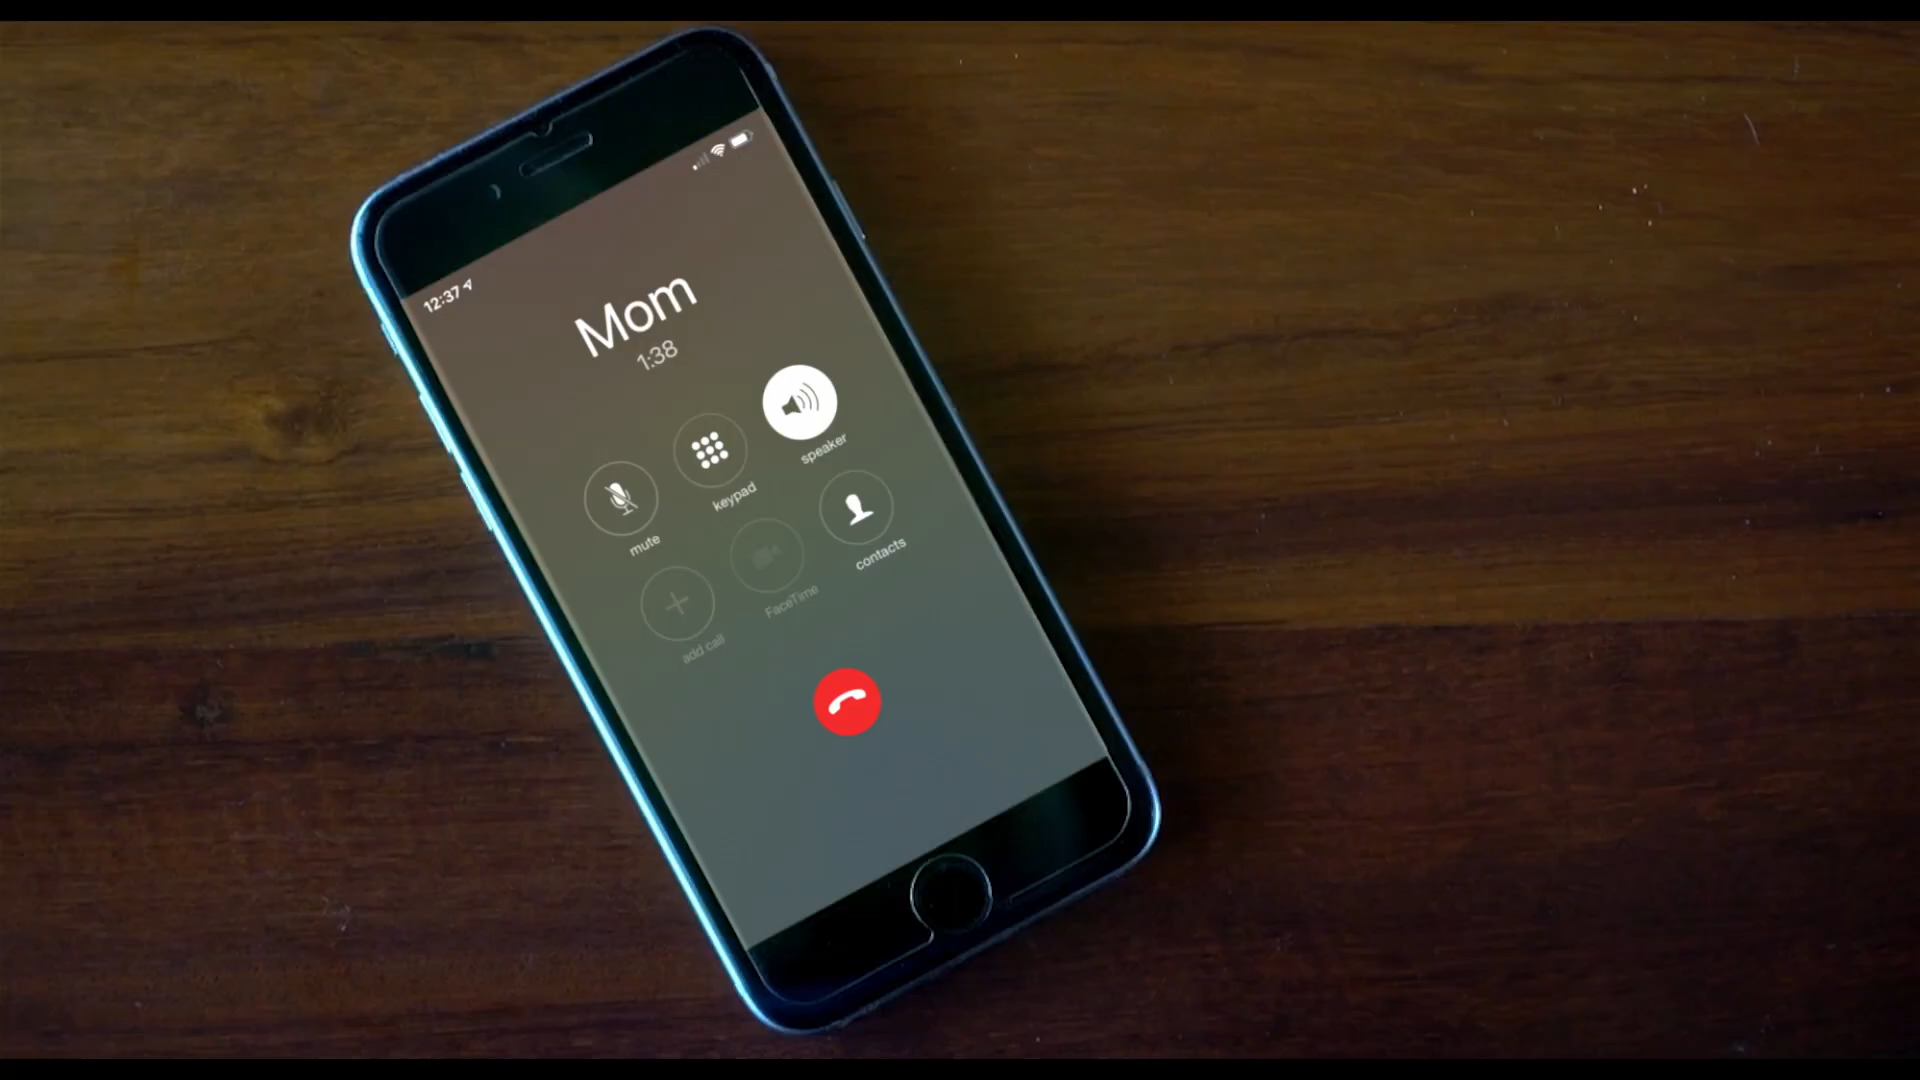 12:37
Mom
1:38
mute
keypad
speaker
add call
FaceTime
contacts